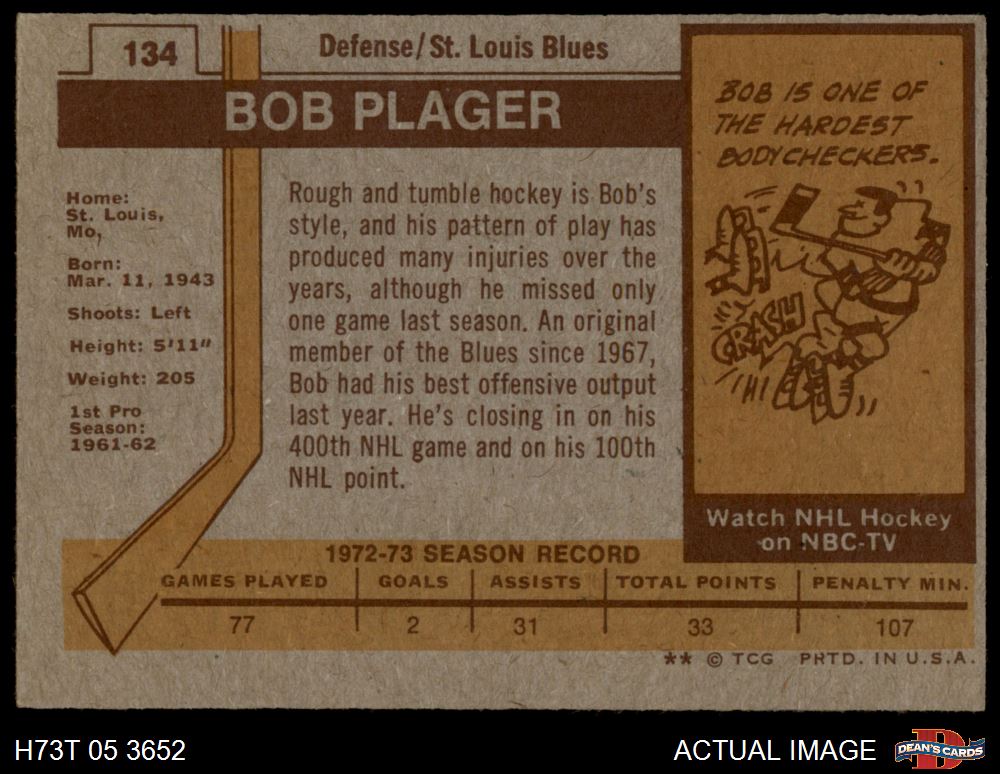 134
Defense/St. Louis Blues
BOB PLAGER
Home:
St. Louis,
Mo,
Born:
Mar. 11, 1943
Shoots: Left
Height: 5'11"
Weight: 205
1st Pro
Season:
1961-62
Rough and tumble hockey is Bob's
style, and his pattern of play has
produced many injuries over the
years, although he missed only
one game last season. An original
member of the Blues since 1967,
Bob had his best offensive output
last year. He's closing in on his
400th NHL game and on his 100th
NHL point.
BOB IS ONE OF
THE HARDEST
BODYCHECKERS.
CRASH
Watch NHL Hockey
on NBC-TV
1972-73 SEASON RECORD
GAMES PLAYED GOALS ASSISTS TOTAL POINTS PENALTY MIN.
77 2 31 33 107
** © TCG PRTD. IN U.S.A.
H73T 05 3652
ACTUAL IMAGE
D
DEAN'S CARDS